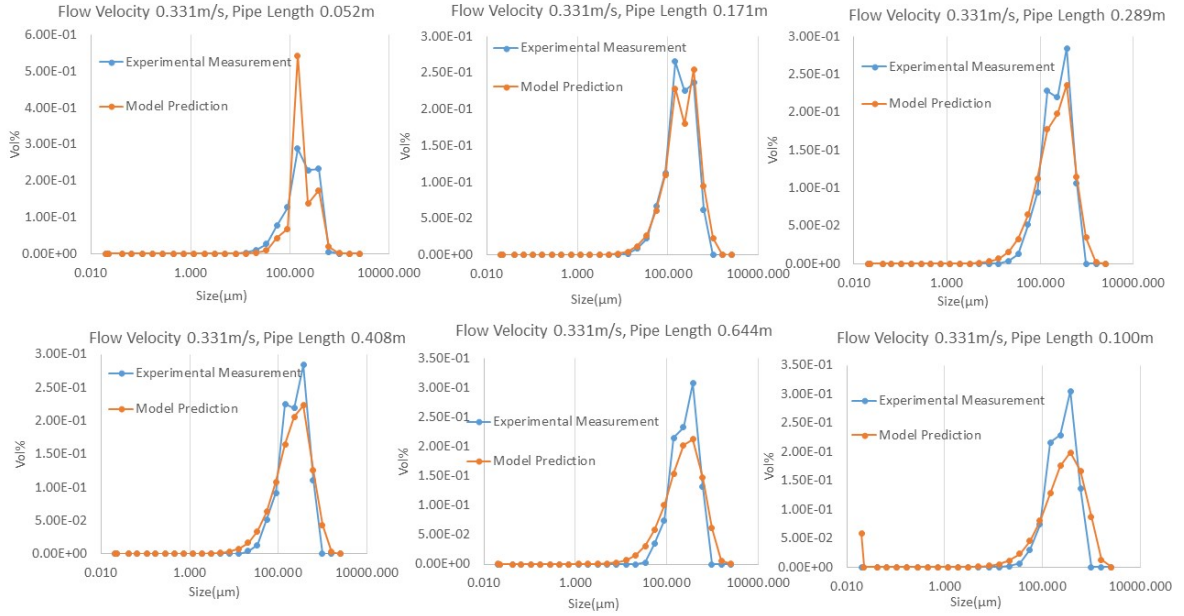 Flow Velocity 0.331m/s, Pipe Length 0.052m
6.00E-01
5.00E-01
4.00E-01
3.00E-01
2.00E-01
1.00E-01
0.00E+00
Vol%
Experimental Measurement
Model Prediction
0.010 1.000 100.000 10000.000
Size(µm)
Flow Velocity 0.331m/s, Pipe Length 0.171m
3.00E-01
2.50E-01
2.00E-01
1.50E-01
1.00E-01
5.00E-02
0.00E+00
Vol%
Experimental Measurement
Model Prediction
0.010 1.000 100.000 10000.000
Size(µm)
Flow Velocity 0.331m/s, Pipe Length 0.289m
3.00E-01
2.50E-01
2.00E-01
1.50E-01
1.00E-01
5.00E-02
0.00E+00
Vol%
Experimental Measurement
Model Prediction
0.010 1.000 100.000 10000.000
Size(µm)
Flow Velocity 0.331m/s, Pipe Length 0.408m
3.00E-01
2.50E-01
2.00E-01
1.50E-01
1.00E-01
5.00E-02
0.00E+00
Vol%
Experimental Measurement
Model Prediction
0.010 1.000 100.000 10000.000
Size(µm)
Flow Velocity 0.331m/s, Pipe Length 0.644m
3.50E-01
3.00E-01
2.50E-01
2.00E-01
1.50E-01
1.00E-01
5.00E-02
0.00E+00
Vol%
Experimental Measurement
Model Prediction
0.010 1.000 100.000 10000.000
Size(µm)
Flow Velocity 0.331m/s, Pipe Length 0.100m
3.50E-01
3.00E-01
2.50E-01
2.00E-01
1.50E-01
1.00E-01
5.00E-02
0.00E+00
Vol%
Experimental Measurement
Model Prediction
0.010 1.000 100.000 10000.000
Size(µm)